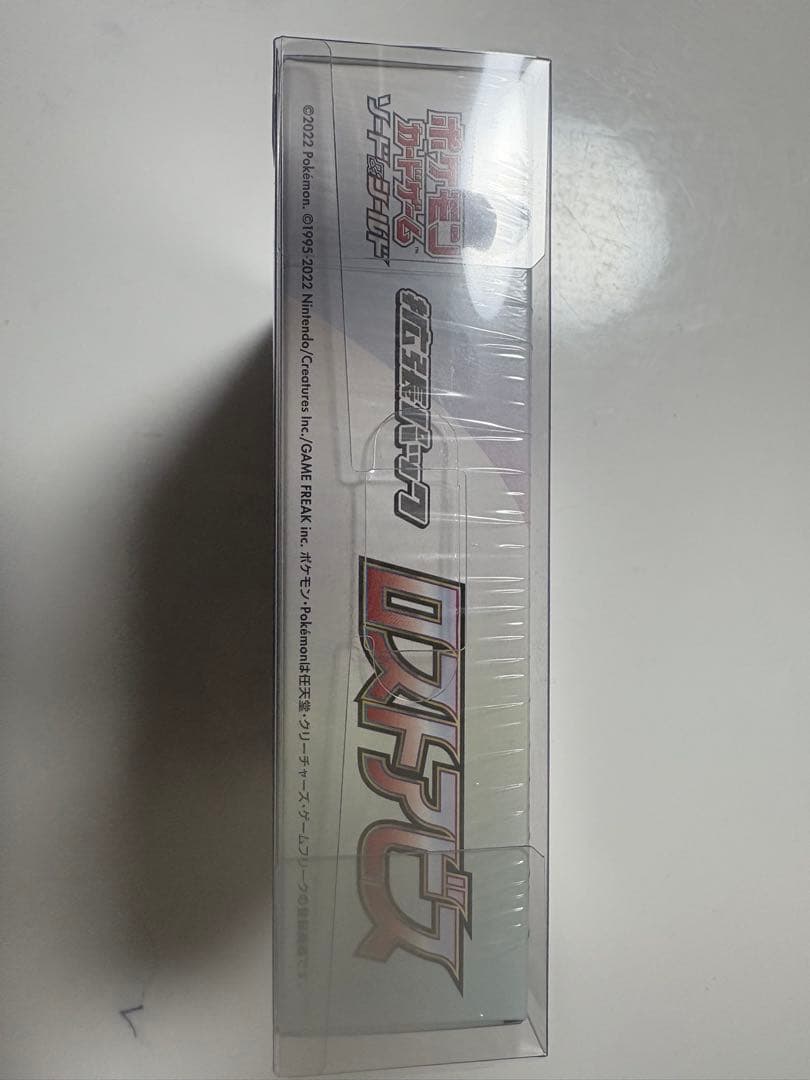 ポケモン
カードゲーム™
ソード&シールド
拡張パック
ロストアビス
©2022 Pokémon. ©1995-2022 Nintendo/Creatures Inc./GAME FREAK inc. ポケモン・Pokémonは任天堂・クリーチャーズ・ゲームフリークの登録商標です。